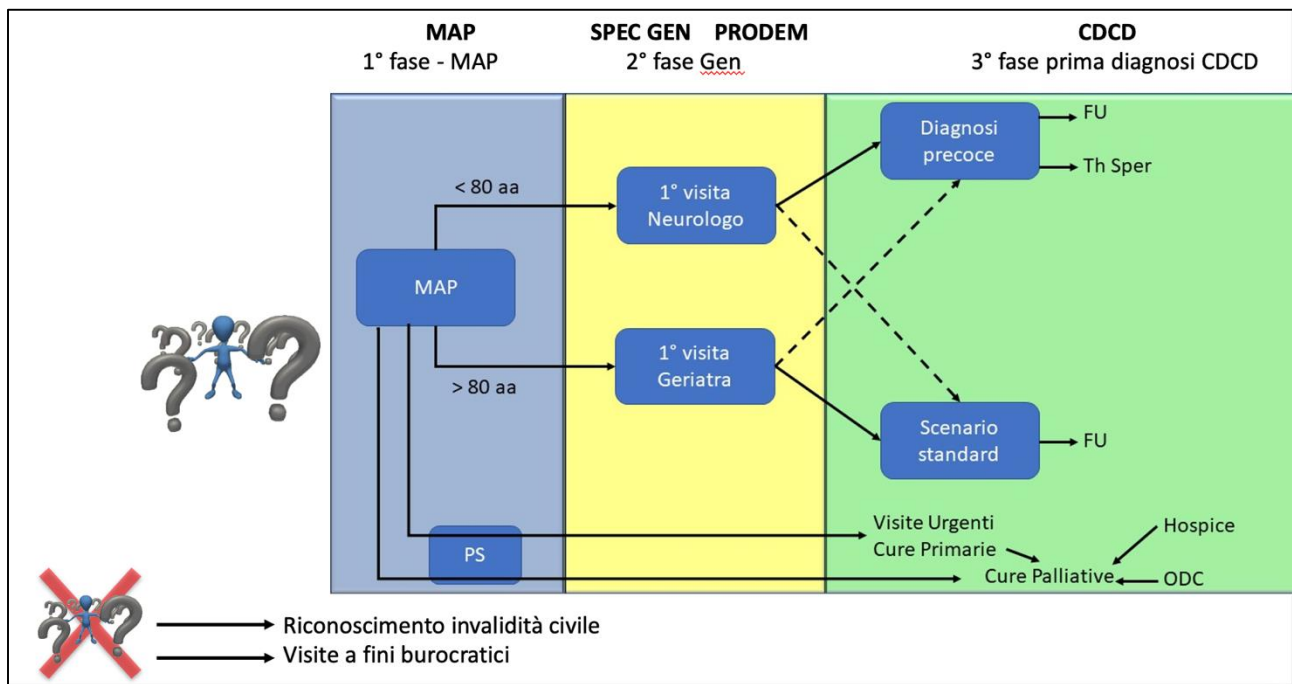 MAP
1° fase - MAP
SPEC GEN PRODEM
2° fase Gen
CDCD
3° fase prima diagnosi CDCD
< 80 aa
MAP
> 80 aa
PS
1° visita
Neurologo
1° visita
Geriatra
Diagnosi
precoce
FU
Th Sper
Scenario
standard
FU
Visite Urgenti
Cure Primarie
Cure Palliative
Hospice
ODC
Riconoscimento invalidità civile
Visite a fini burocratici